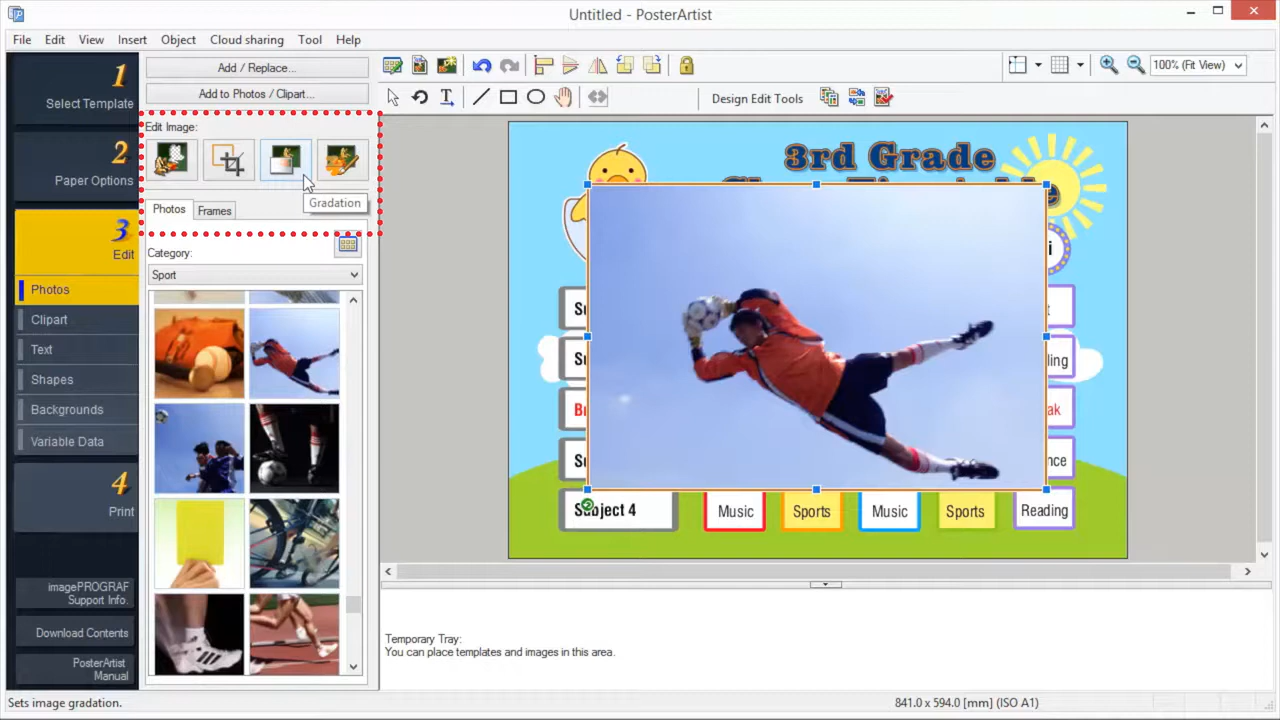 Untitled - PosterArtist
File Edit View Insert Object Cloud sharing Tool Help
1
Select Template
2
Paper Options
3
Edit
Photos
Clipart
Text
Shapes
Backgrounds
Variable Data
4
Print
imagePROGRAF
Support Info.
Download Contents
PosterArtist
Manual
Add / Replace...
Add to Photos / Clipart...
Edit Image:
Gradation
Photos Frames
Category:
Sport
100% (Fit View)
Design Edit Tools
3rd Grade
Subject 4 Music Sports Music Sports Reading
Temporary Tray:
You can place templates and images in this area.
Sets image gradation.
841.0 x 594.0 [mm] (ISO A1)